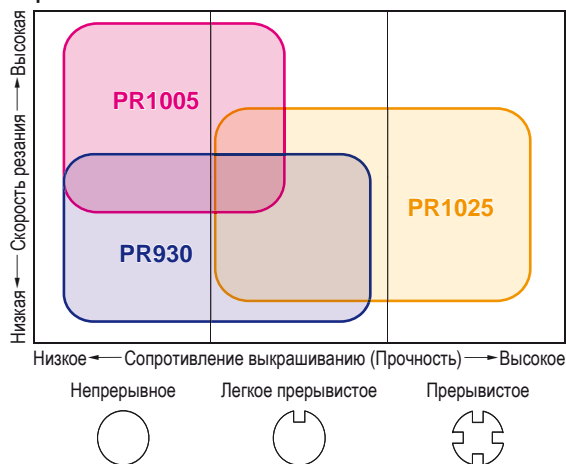 Низкая ← Скорость резания → Высокая
PR1005
PR1025
PR930
Низкое ← Сопротивление выкрашиванию (Прочность) → Высокое
Непрерывное Легкое прерывистое Прерывистое